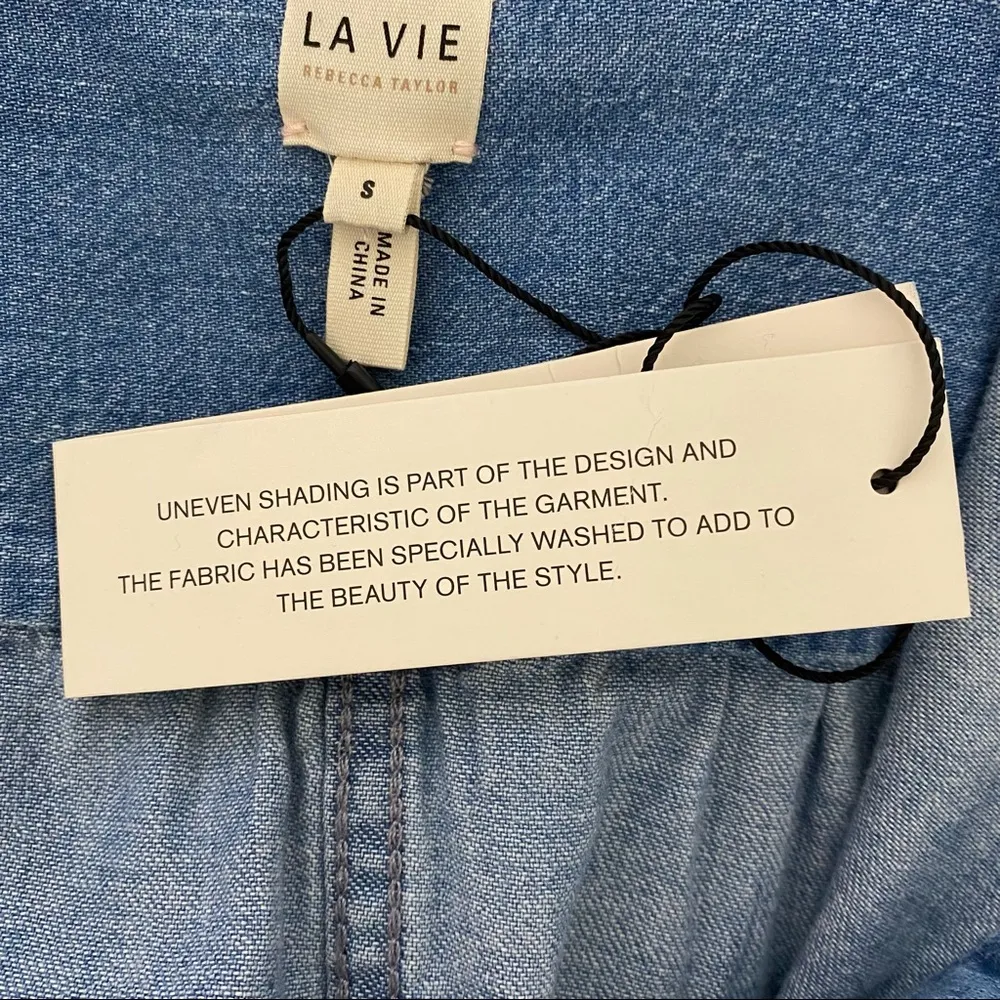 LA VIE
REBECCA TAYLOR
S
MADE IN
CHINA
UNEVEN SHADING IS PART OF THE DESIGN AND
CHARACTERISTIC OF THE GARMENT.
THE FABRIC HAS BEEN SPECIALLY WASHED TO ADD TO
THE BEAUTY OF THE STYLE.